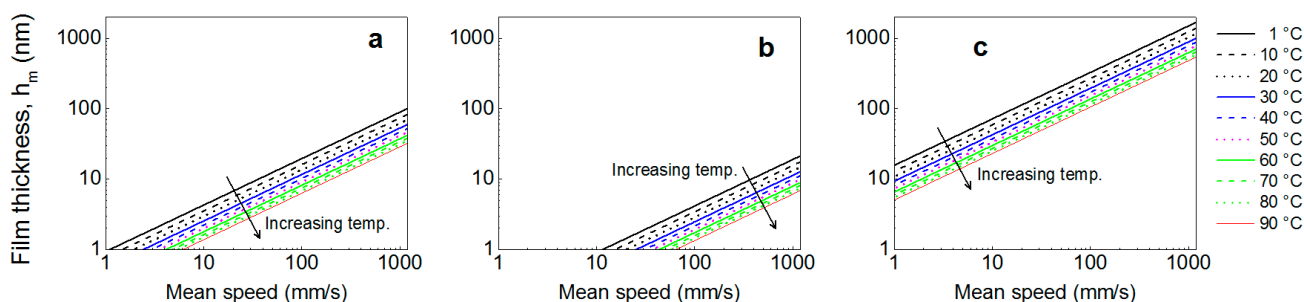 Film thickness, hm (nm)
1000
100
10
1
a
Increasing temp.
1
10
100
1000
Mean speed (mm/s)
1000
100
10
1
b
Increasing temp.
1
10
100
1000
Mean speed (mm/s)
1000
100
10
1
c
Increasing temp.
1
10
100
1000
Mean speed (mm/s)
1 °C
10 °C
20 °C
30 °C
40 °C
50 °C
60 °C
70 °C
80 °C
90 °C